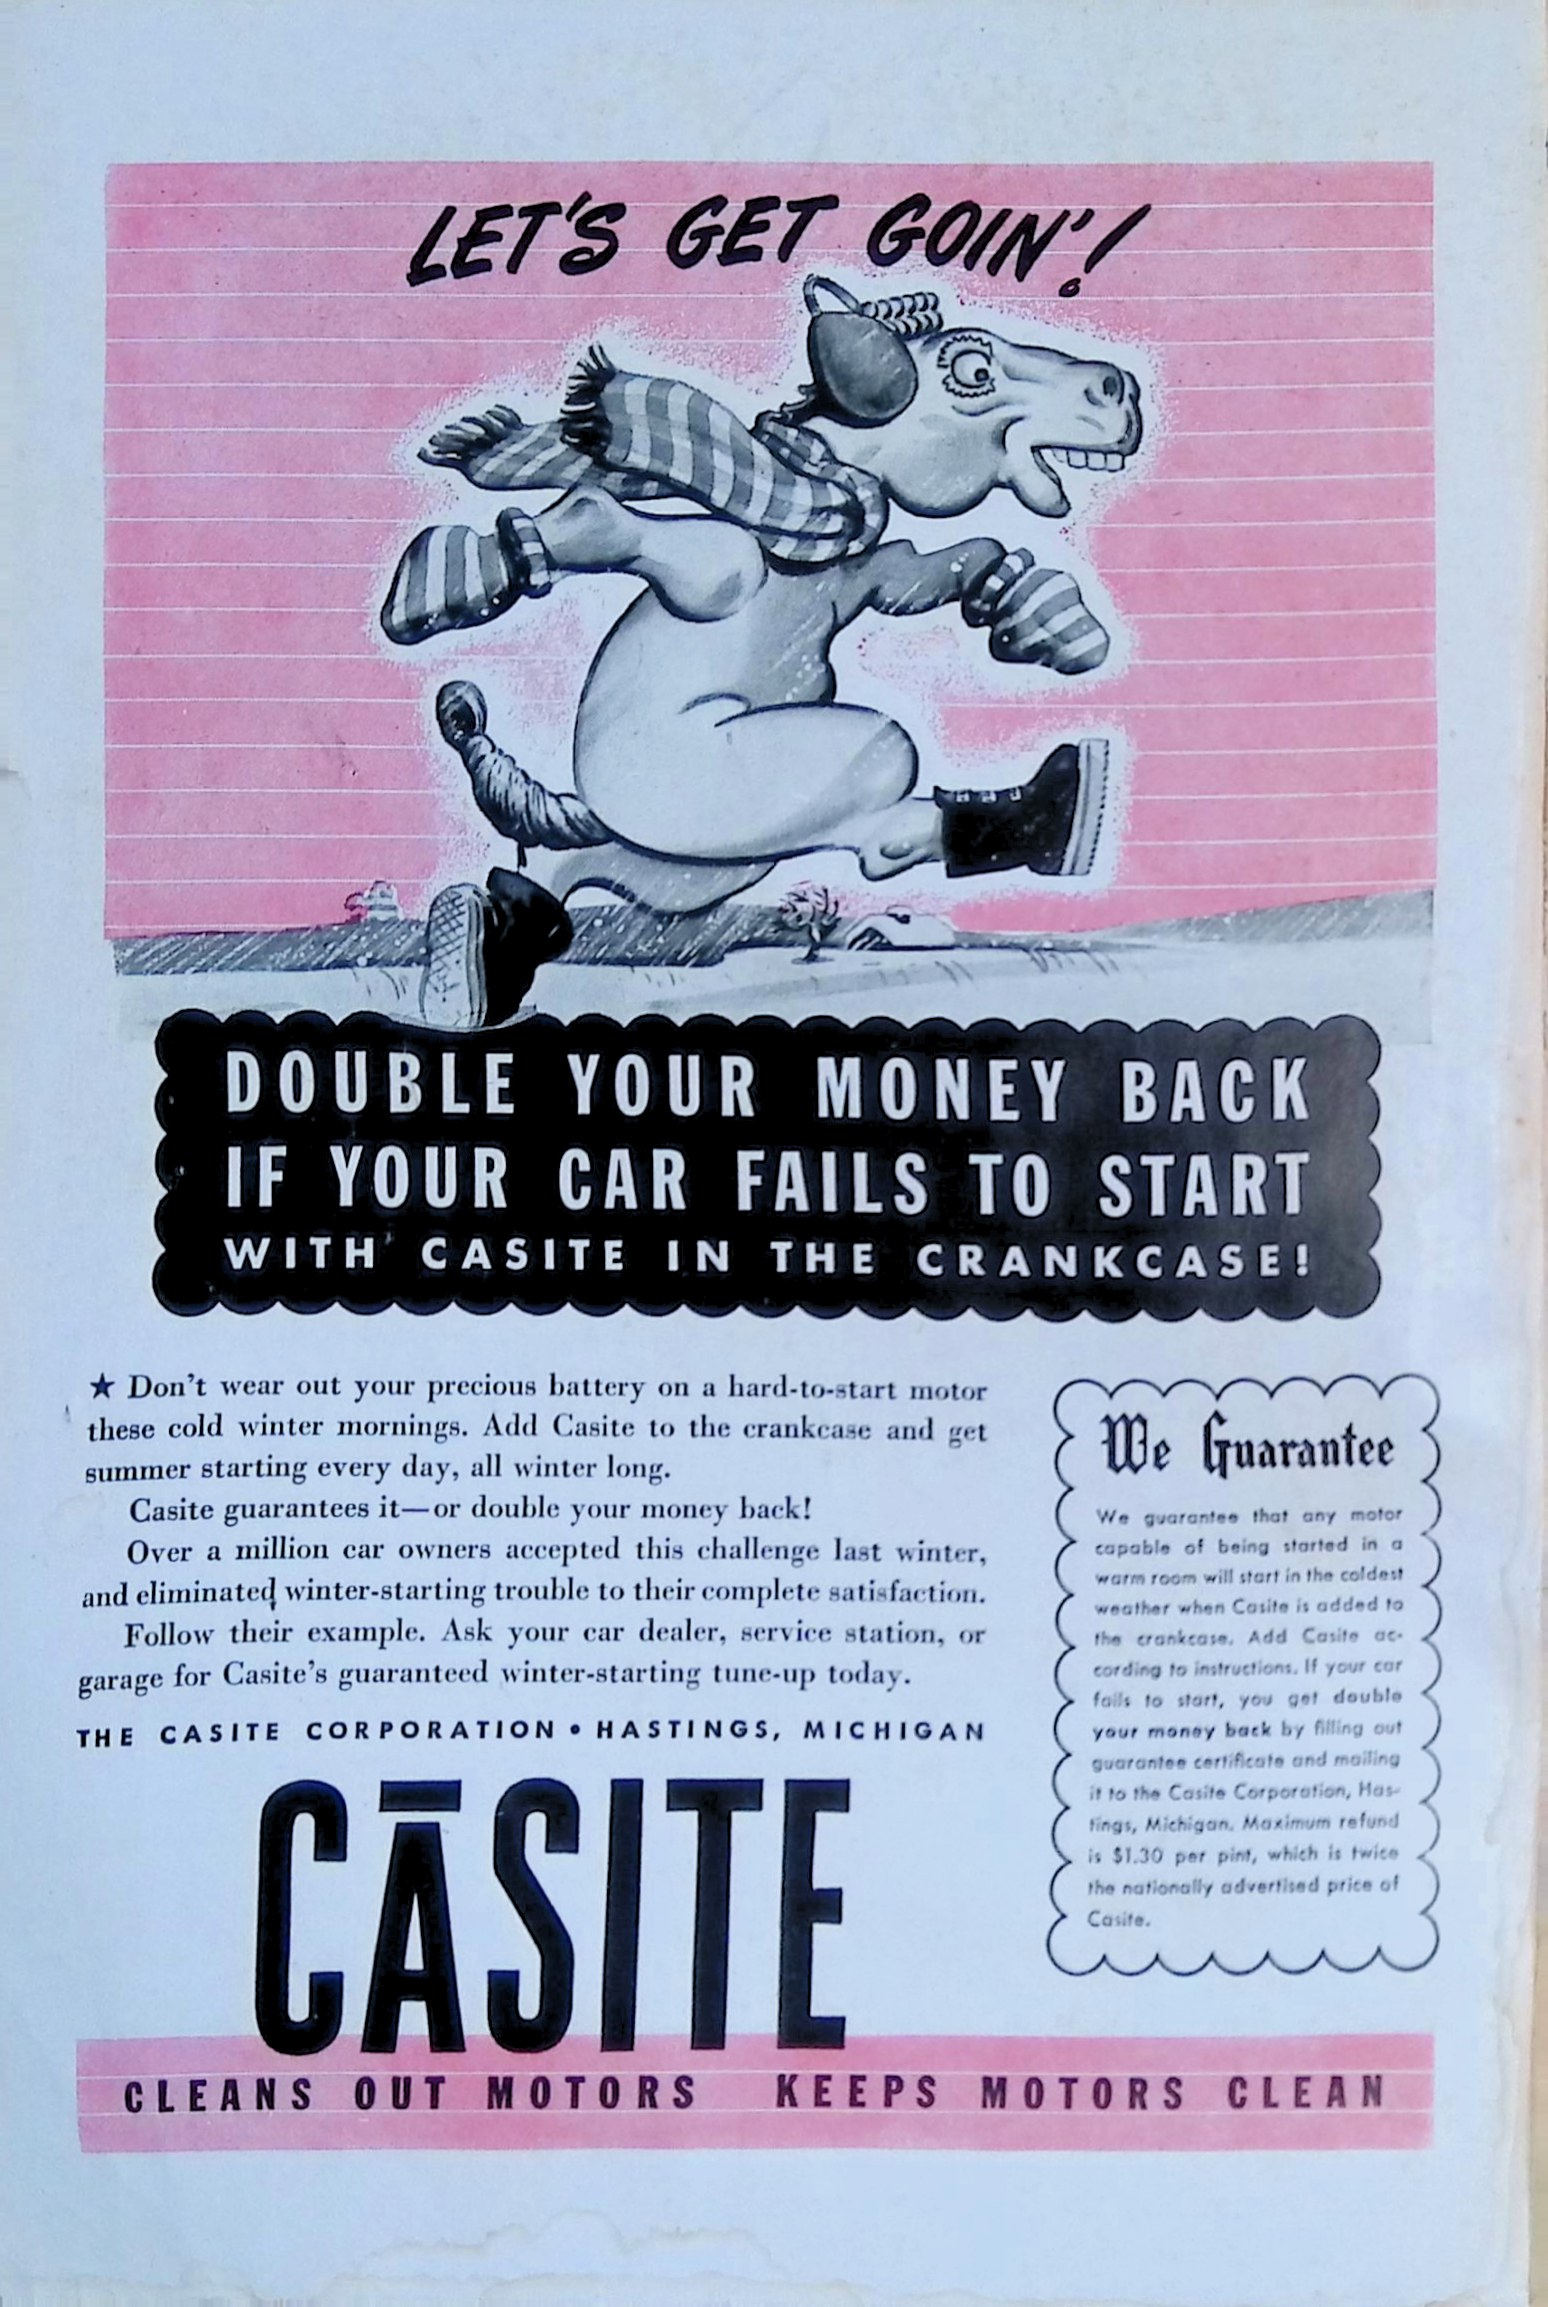 LET'S GET GOIN'!
DOUBLE YOUR MONEY BACK
IF YOUR CAR FAILS TO START
WITH CASITE IN THE CRANKCASE!
★ Don't wear out your precious battery on a hard-to-start motor
these cold winter mornings. Add Casite to the crankcase and get
summer starting every day, all winter long.
Casite guarantees it—or double your money back!
Over a million car owners accepted this challenge last winter,
and eliminated winter-starting trouble to their complete satisfaction.
Follow their example. Ask your car dealer, service station, or
garage for Casite's guaranteed winter-starting tune-up today.
THE CASITE CORPORATION • HASTINGS, MICHIGAN
We Guarantee
We guarantee that any motor
capable of being started in a
warm room will start in the coldest
weather when Casite is added to
the crankcase. Add Casite ac-
cording to instructions. If your car
fails to start, you get double
your money back by filling out
guarantee certificate and mailing
it to the Casite Corporation, Has-
tings, Michigan. Maximum refund
is $1.30 per pint, which is twice
the nationally advertised price of
Casite.
CĀSITE
CLEANS OUT MOTORS KEEPS MOTORS CLEAN